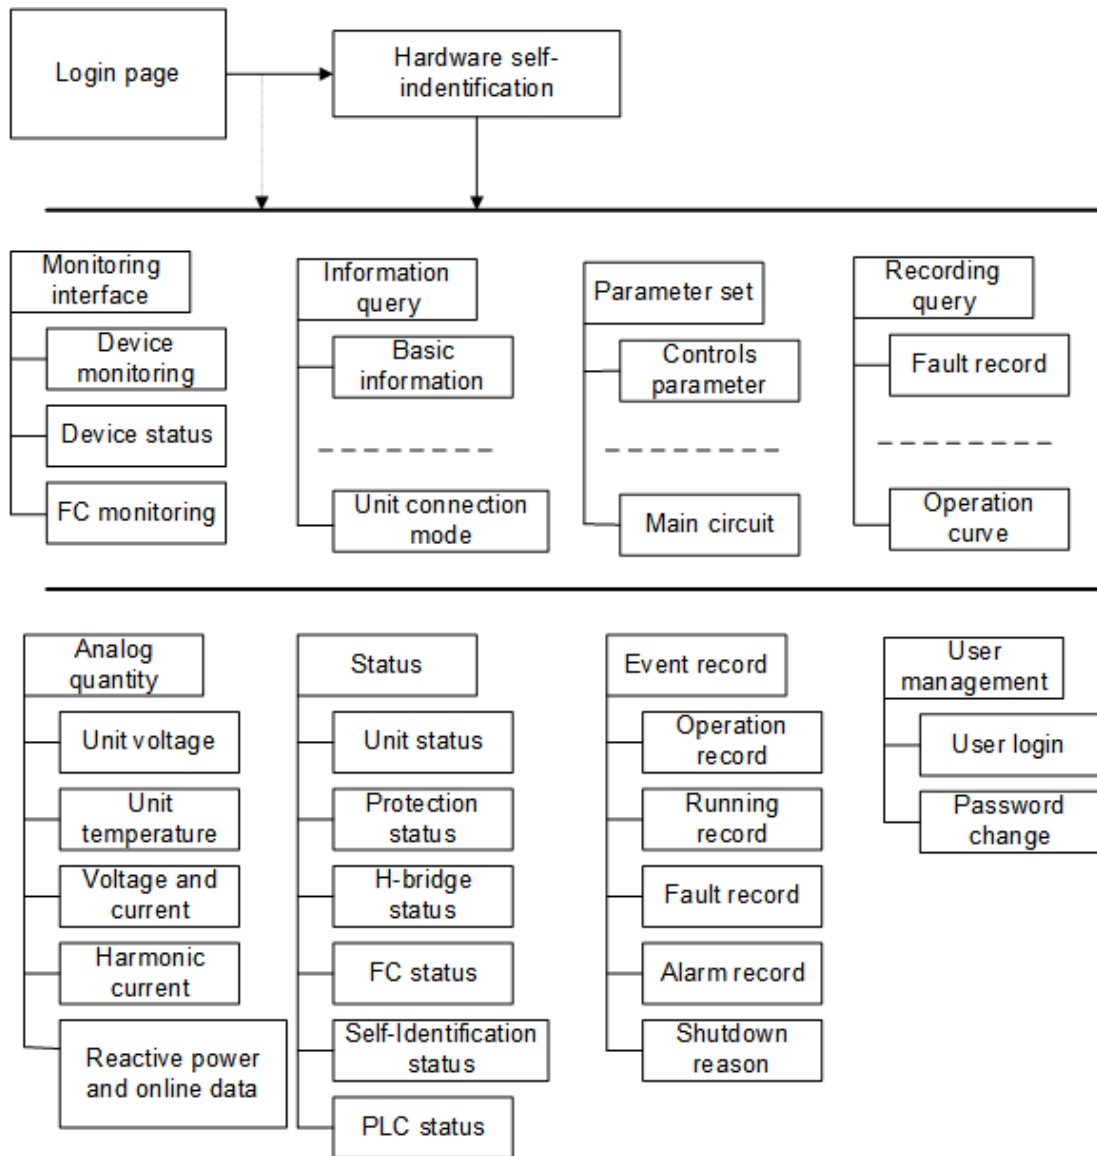 Login page
Hardware self-
indentification
Monitoring
interface
Device
monitoring
Device status
FC monitoring
Information
query
Basic
information
Unit connection
mode
Parameter set
Controls
parameter
Main circuit
Recording
query
Fault record
Operation
curve
Analog
quantity
Unit voltage
Unit
temperature
Voltage and
current
Harmonic
current
Reactive power
and online data
Status
Unit status
Protection
status
H-bridge
status
FC status
Self-Identification
status
PLC status
Event record
Operation
record
Running
record
Fault record
Alarm record
Shutdown
reason
User
management
User login
Password
change